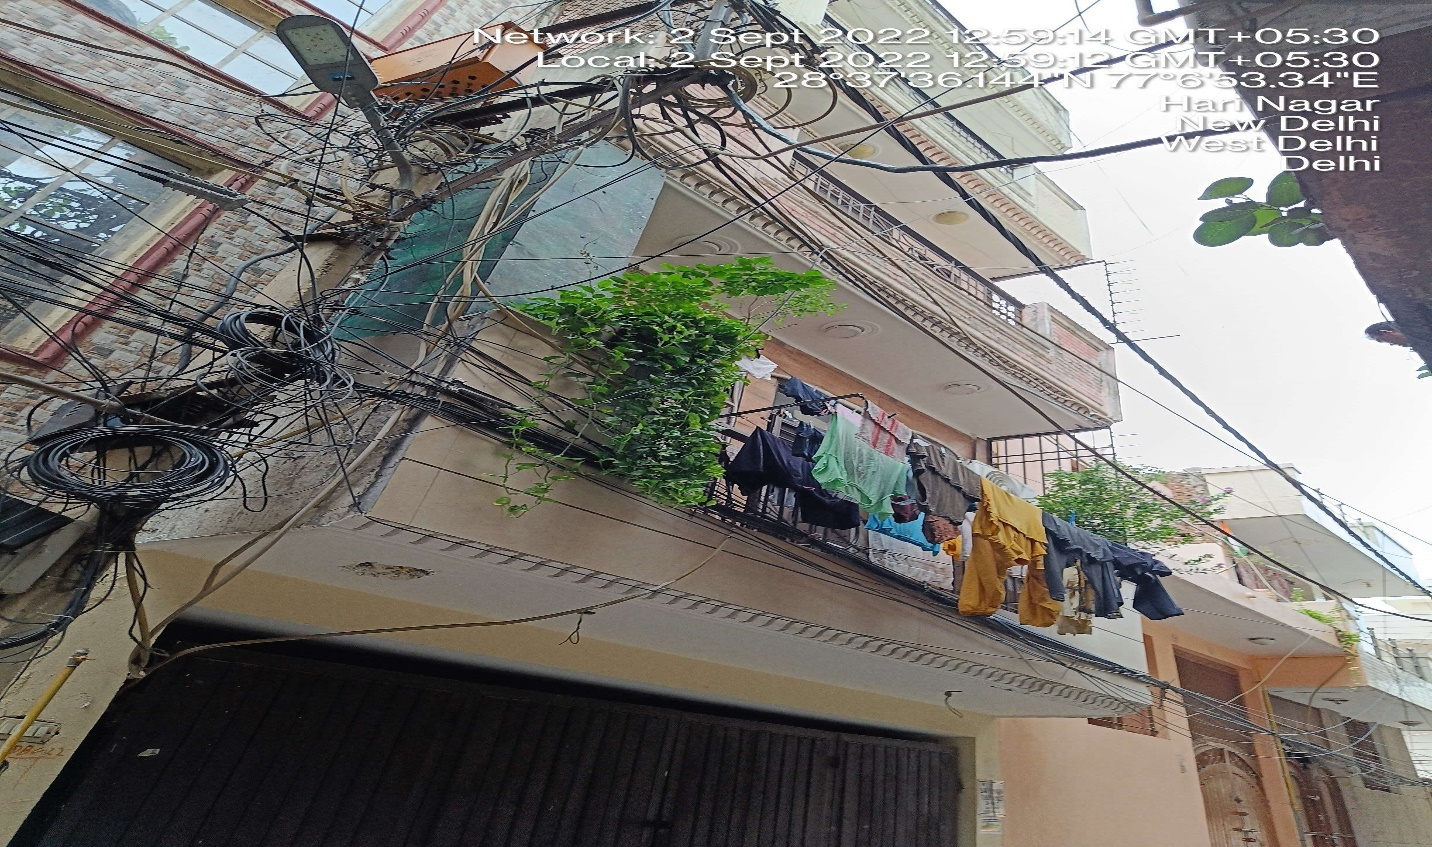 Network: 2 Sept 2022 12:59:14 GMT+05:30
Local: 2 Sept 2022 12:59:12 GMT+05:30
28°37'36.144"N 77°6'53.34"E
Hari Nagar
New Delhi
West Delhi
Delhi